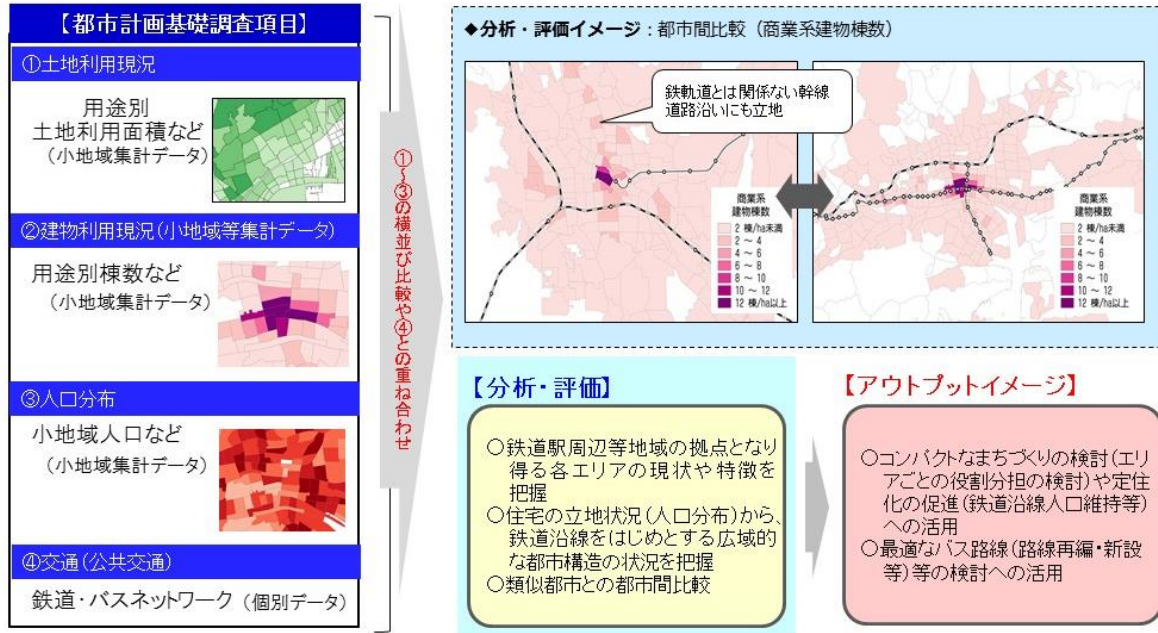 【都市計画基礎調査項目】
①土地利用現況
用途別
土地利用面積など
(小地域集計データ)
②建物利用現況(小地域等集計データ)
用途別棟数など
(小地域集計データ)
③人口分布
小地域人口など
(小地域集計データ)
④交通(公共交通)
鉄道・バスネットワーク (個別データ)
①～③の横並び比較や④との重ね合わせ
◆分析・評価イメージ：都市間比較（商業系建物棟数）
鉄軌道とは関係ない幹線
道路沿いにも立地
商業系
建物棟数
2 棟/ha未満
2 ～ 4
4 ～ 6
6 ～ 8
8 ～ 10
10 ～ 12
12 棟/ha以上
商業系
建物棟数
2 棟/ha未満
2 ～ 4
4 ～ 6
6 ～ 8
8 ～ 10
10 ～ 12
12 棟/ha以上
【分析・評価】
○鉄道駅周辺等地域の拠点となり
得る各エリアの現状や特徴を
把握
○住宅の立地状況(人口分布)から、
鉄道沿線をはじめとする広域的
な都市構造の状況を把握
○類似都市との都市間比較
【アウトプットイメージ】
○コンパクトなまちづくりの検討(エリ
アごとの役割分担の検討)や定住
化の促進(鉄道沿線人口維持等)
への活用
○最適なバス路線(路線再編・新設
等)等の検討への活用